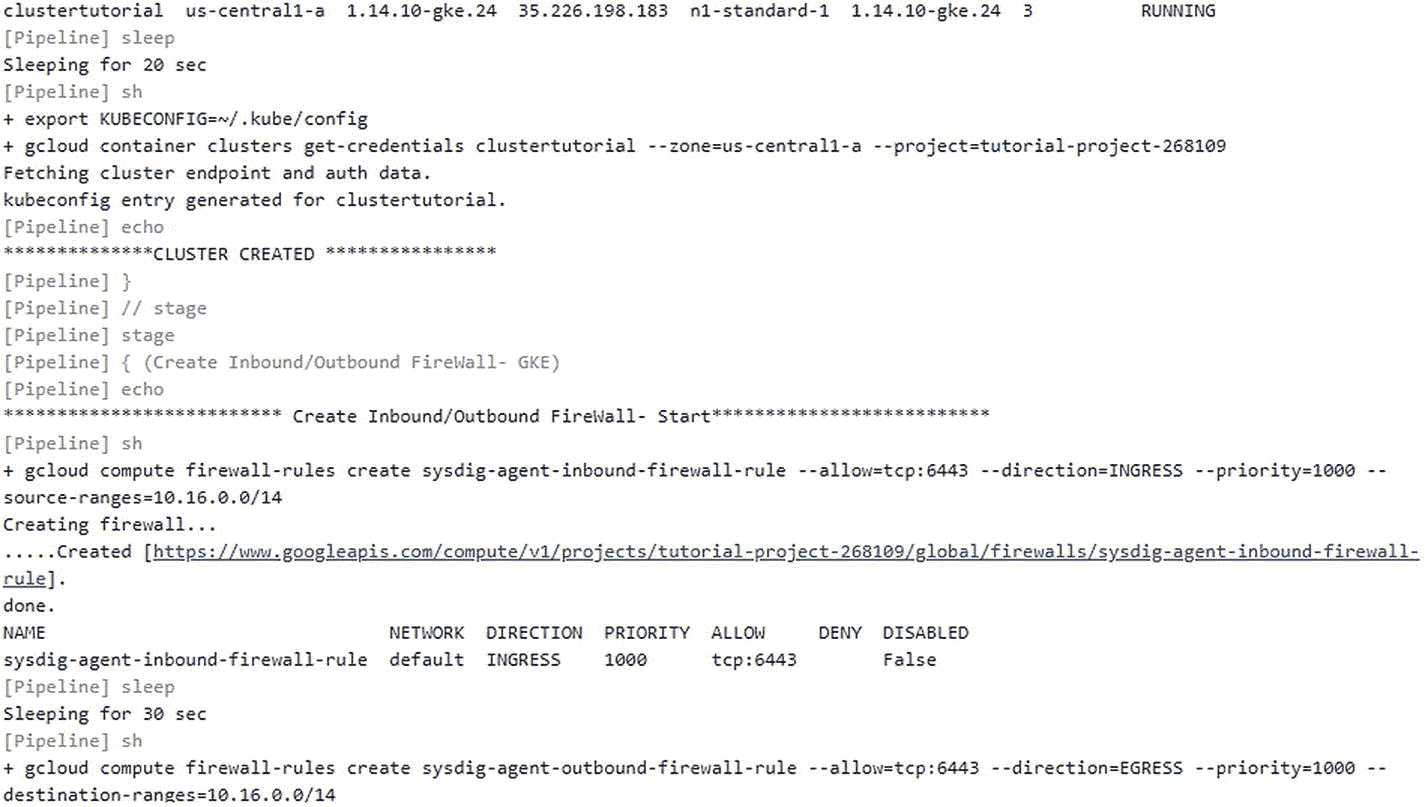 clustertutorial  us-central1-a  1.14.10-gke.24  35.226.198.183  n1-standard-1  1.14.10-gke.24  3          RUNNING
[Pipeline] sleep
Sleeping for 20 sec
[Pipeline] sh
+ export KUBECONFIG=~/.kube/config
+ gcloud container clusters get-credentials clustertutorial --zone=us-central1-a --project=tutorial-project-268109
Fetching cluster endpoint and auth data.
kubeconfig entry generated for clustertutorial.
[Pipeline] echo
**************CLUSTER CREATED ****************
[Pipeline] }
[Pipeline] // stage
[Pipeline] stage
[Pipeline] { (Create Inbound/Outbound FireWall- GKE)
[Pipeline] echo
************************** Create Inbound/Outbound FireWall- Start**************************
[Pipeline] sh
+ gcloud compute firewall-rules create sysdig-agent-inbound-firewall-rule --allow=tcp:6443 --direction=INGRESS --priority=1000 --
source-ranges=10.16.0.0/14
Creating firewall...
.....Created [https://www.googleapis.com/compute/v1/projects/tutorial-project-268109/global/firewalls/sysdig-agent-inbound-firewall-
rule].
done.
NAME                                NETWORK  DIRECTION  PRIORITY  ALLOW     DENY  DISABLED
sysdig-agent-inbound-firewall-rule  default  INGRESS    1000      tcp:6443        False
[Pipeline] sleep
Sleeping for 30 sec
[Pipeline] sh
+ gcloud compute firewall-rules create sysdig-agent-outbound-firewall-rule --allow=tcp:6443 --direction=EGRESS --priority=1000 --
destination-ranges=10.16.0.0/14